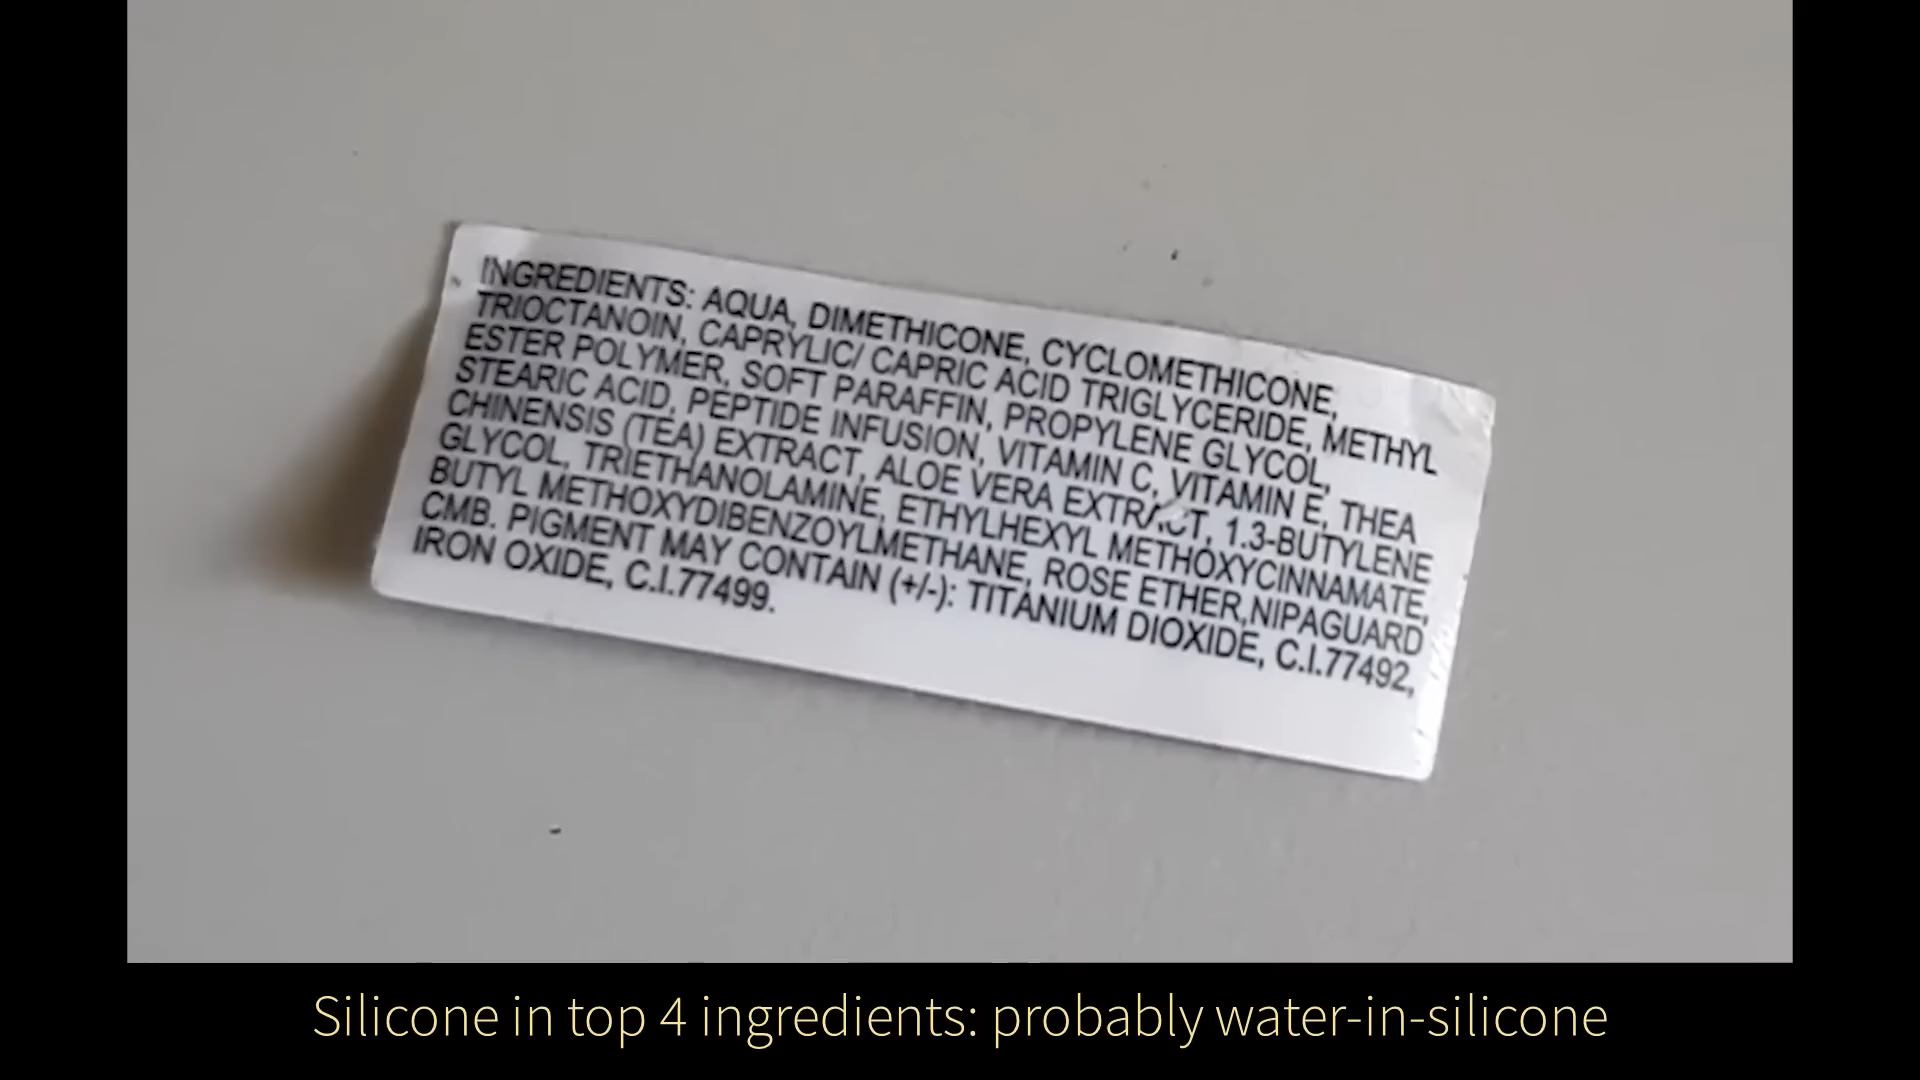 INGREDIENTS: AQUA, DIMETHICONE, CYCLOMETHICONE,
TRIOCTANOIN, CAPRYLIC/ CAPRIC ACID TRIGLYCERIDE, METHYL
ESTER POLYMER, SOFT PARAFFIN, PROPYLENE GLYCOL,
STEARIC ACID, PEPTIDE INFUSION, VITAMIN C, VITAMIN E, THEA
CHINENSIS (TEA) EXTRACT, ALOE VERA EXTRACT, 1.3-BUTYLENE
GLYCOL, TRIETHANOLAMINE, ETHYLHEXYL METHOXYCINNAMATE,
BUTYL METHOXYDIBENZOYLMETHANE, ROSE ETHER,NIPAGUARD
CMB. PIGMENT MAY CONTAIN (+/-): TITANIUM DIOXIDE, C.I.77492,
IRON OXIDE, C.I.77499.
Silicone in top 4 ingredients: probably water-in-silicone